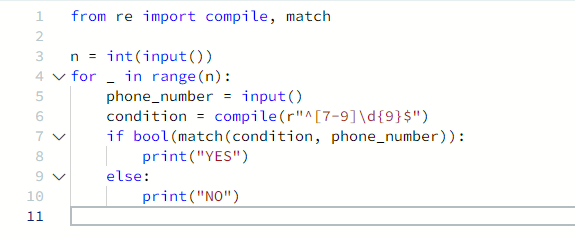 1 from re import compile, match
2
3 n = int(input())
4 for _ in range(n):
5     phone_number = input()
6     condition = compile(r"^[7-9]\d{9}$")
7     if bool(match(condition, phone_number)):
8         print("YES")
9     else:
10         print("NO")
11